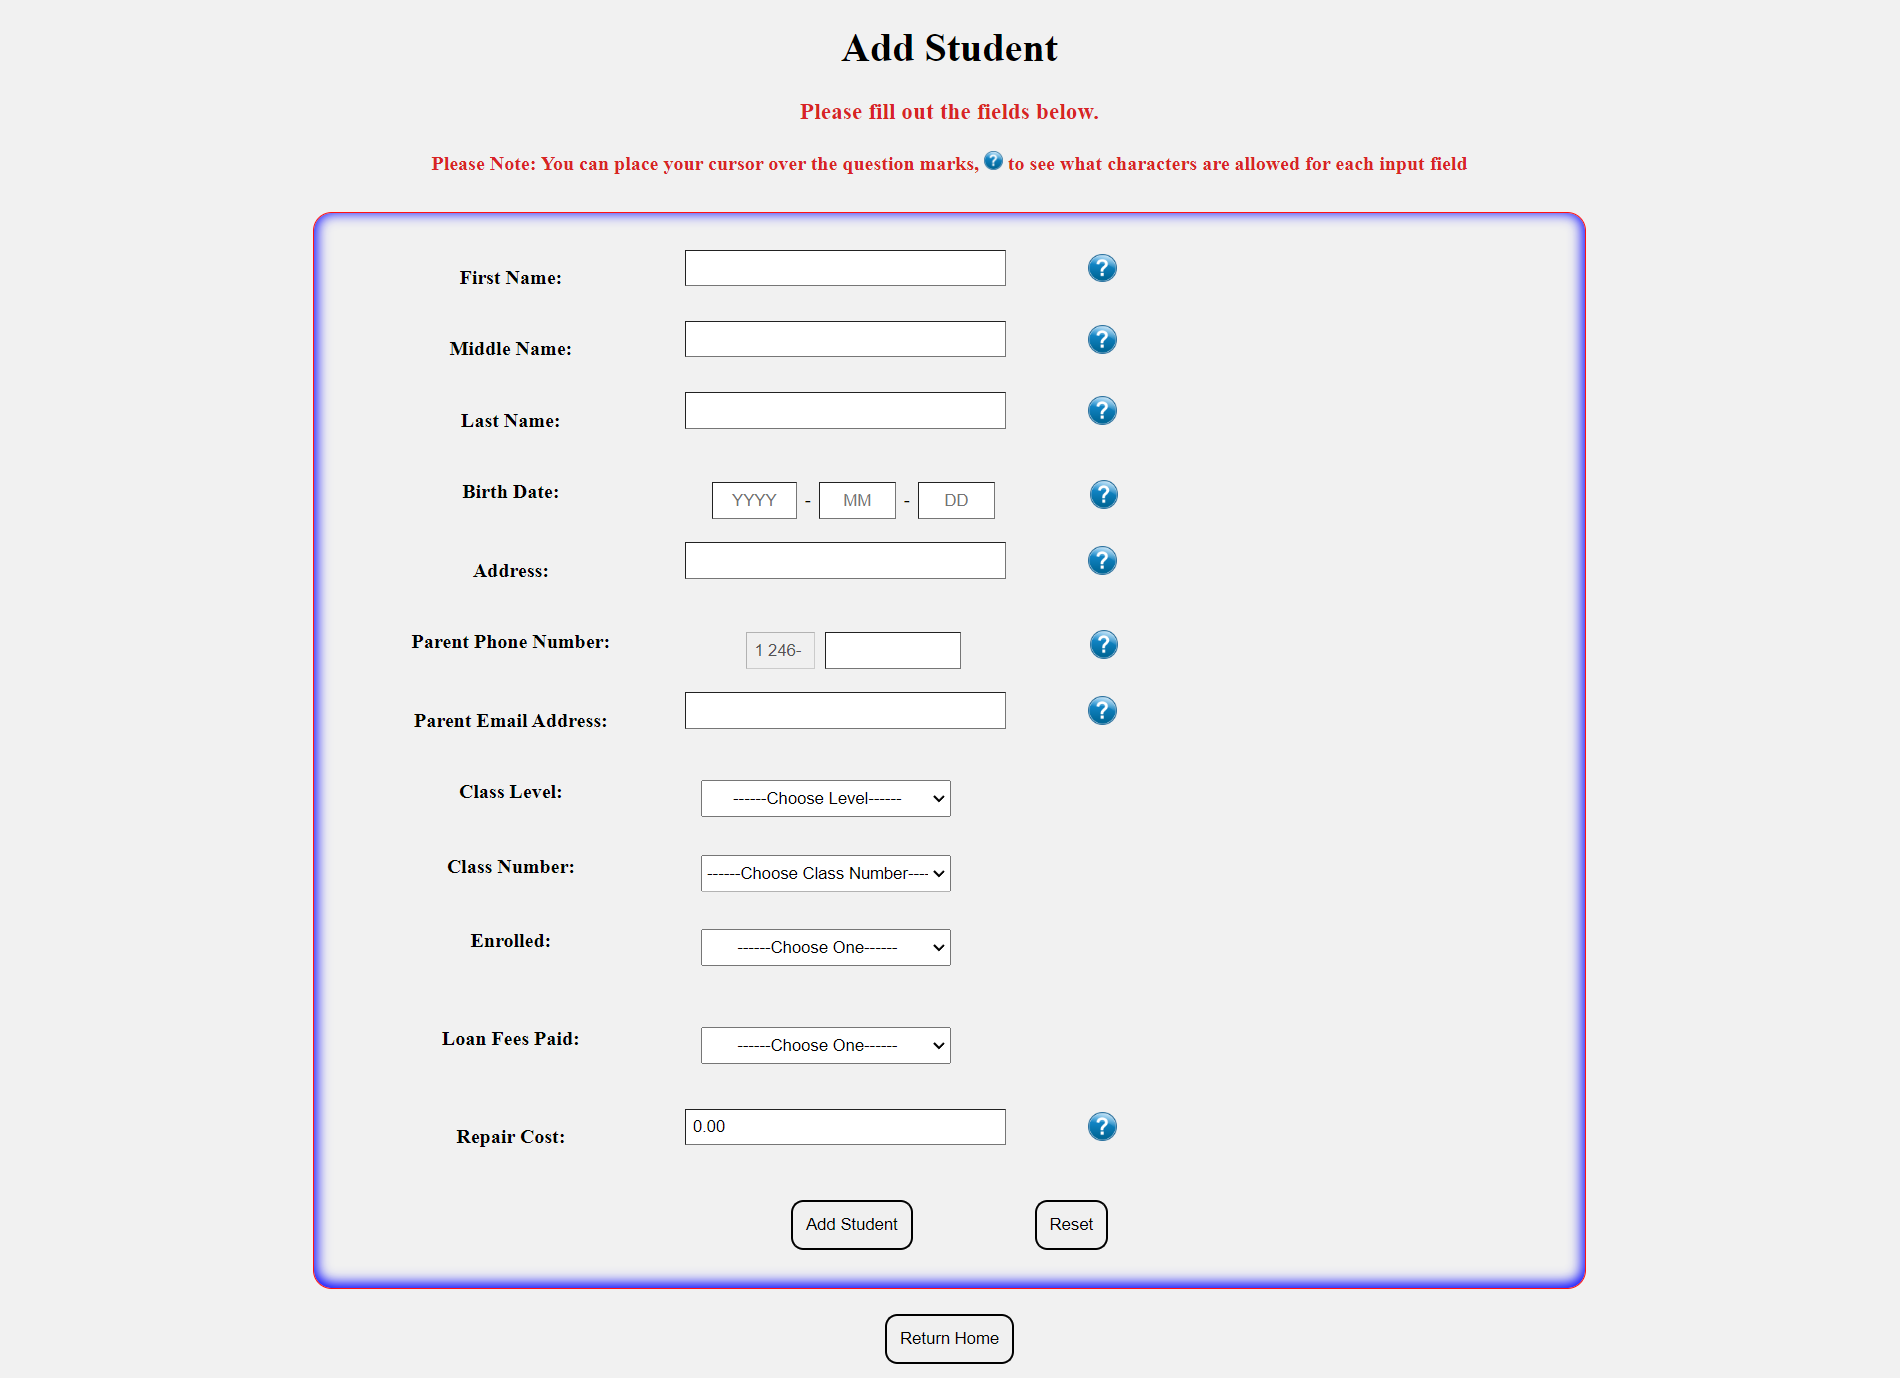 Add Student
Please fill out the fields below.
Please Note: You can place your cursor over the question marks, ? to see what characters are allowed for each input field
First Name: ?
Middle Name: ?
Last Name: ?
Birth Date: YYYY - MM - DD ?
Address: ?
Parent Phone Number: 1 246- ?
Parent Email Address: ?
Class Level: ------Choose Level------
Class Number: ------Choose Class Number----
Enrolled: ------Choose One------
Loan Fees Paid: ------Choose One------
Repair Cost: 0.00 ?
Add Student Reset
Return Home